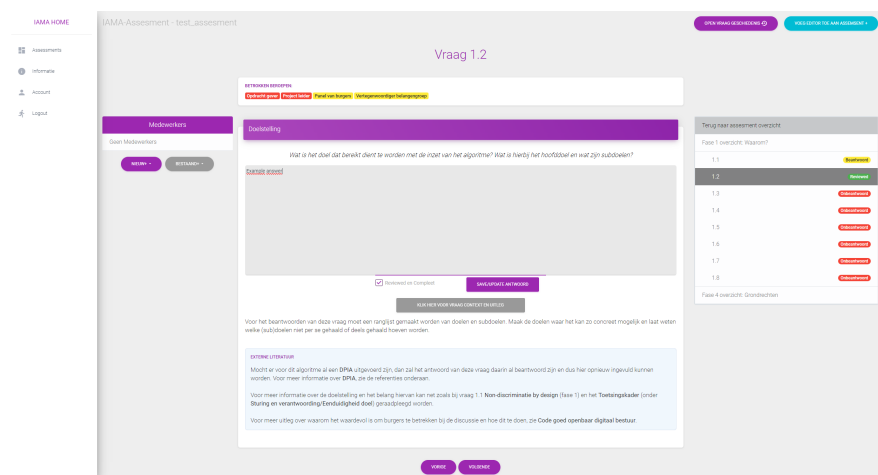 IAMA HOME
IAMA-Assesment - test_assesment
OPEN VRAAG GESCHIEDENIS
VOEG EDITOR TOE AAN ASSESMENT +
Assessments
Informatie
Account
Logout
Vraag 1.2
BETROKKEN BEROEPEN:
Opdracht gever Project leider Panel van burgers Vertegenwoordiger belangengroep
Medewerkers
Geen Medewerkers
NIEUW+
BESTAAND+
Doelstelling
Wat is het doel dat bereikt dient te worden met de inzet van het algoritme? Wat is hierbij het hoofddoel en wat zijn subdoelen?
Example answer
Reviewed en Compleet
SAVE/UPDATE ANTWOORD
KLIK HIER VOOR VRAAG CONTEXT EN UITLEG
Voor het beantwoorden van deze vraag moet een ranglijst gemaakt worden van doelen en subdoelen. Maak de doelen waar het kan zo concreet mogelijk en laat weten
welke (sub)doelen niet per se gehaald of deels gehaald hoeven worden.
EXTERNE LITERATUUR
Mocht er voor dit algoritme al een DPIA uitgevoerd zijn, dan zal het antwoord van deze vraag daarin al beantwoord zijn en dus hier opnieuw ingevuld kunnen
worden. Voor meer informatie over DPIA, zie de referenties onderaan.
Voor meer informatie over de doelstelling en het belang hiervan kan net zoals bij vraag 1.1 Non-discriminatie by design (fase 1) en het Toetsingskader (onder
Sturing en verantwoording/Eenduidigheid doel) geraadpleegd worden.
Voor meer uitleg over waarom het waardevol is om burgers te betrekken bij de discussie en hoe dit te doen, zie Code goed openbaar digitaal bestuur.
VORIGE
VOLGENDE
Terug naar assesment overzicht
Fase 1 overzicht: Waarom?
1.1 Beantwoord
1.2 Reviewed
1.3 Onbeantwoord
1.4 Onbeantwoord
1.5 Onbeantwoord
1.6 Onbeantwoord
1.7 Onbeantwoord
1.8 Onbeantwoord
Fase 4 overzicht: Grondrechten